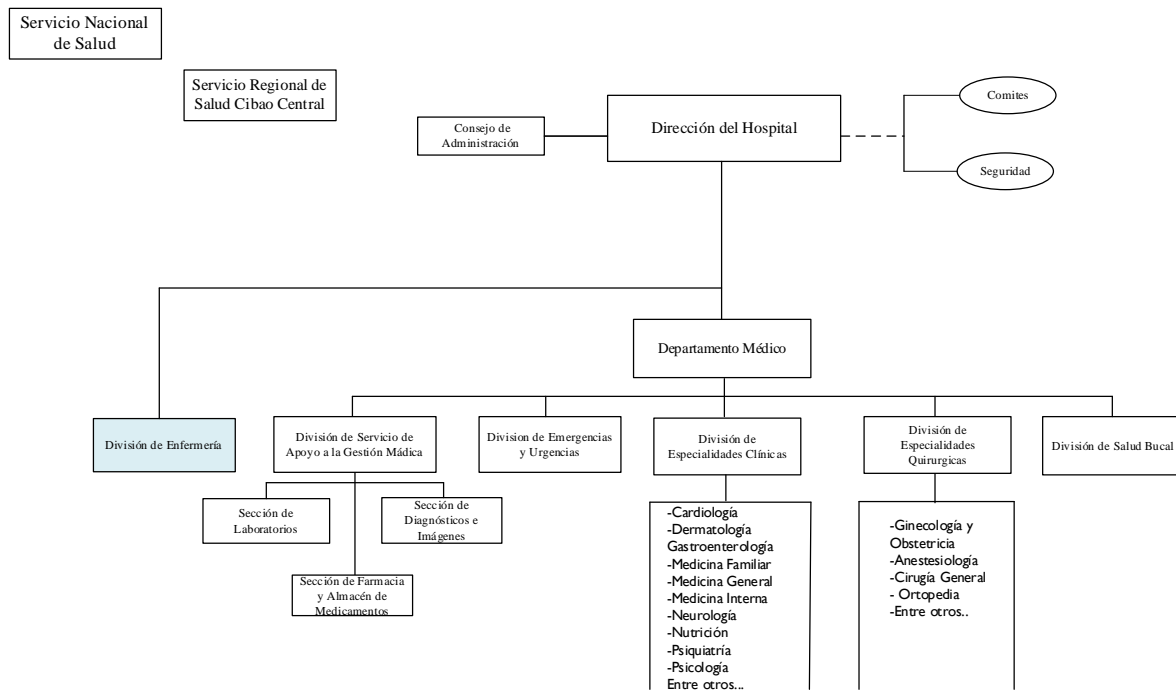 Servicio Nacional
de Salud
Servicio Regional de
Salud Cibao Central
Consejo de
Administración
Dirección del Hospital
Comites
Seguridad
Departamento Médico
División de Enfermería
División de Servicio de
Apoyo a la Gestión Mádica
Division de Emergencias
y Urgencias
División de
Especialidades Clínicas
División de
Especialidades
Quirurgicas
División de Salud Bucal
Sección de
Laboratorios
Sección de
Diagnósticos e
Imágenes
Sección de Farmacia
y Almacén de
Medicamentos
-Cardiología
-Dermatología
Gastroenterología
-Medicina Familiar
-Medicina General
-Medicina Interna
-Neurología
-Nutrición
-Psiquiatría
-Psicología
Entre otros...
-Ginecología y
Obstetricia
-Anestesiología
-Cirugía General
- Ortopedia
-Entre otros..